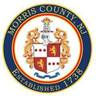 MORRIS COUNTY, NJ
ESTABLISHED 1738